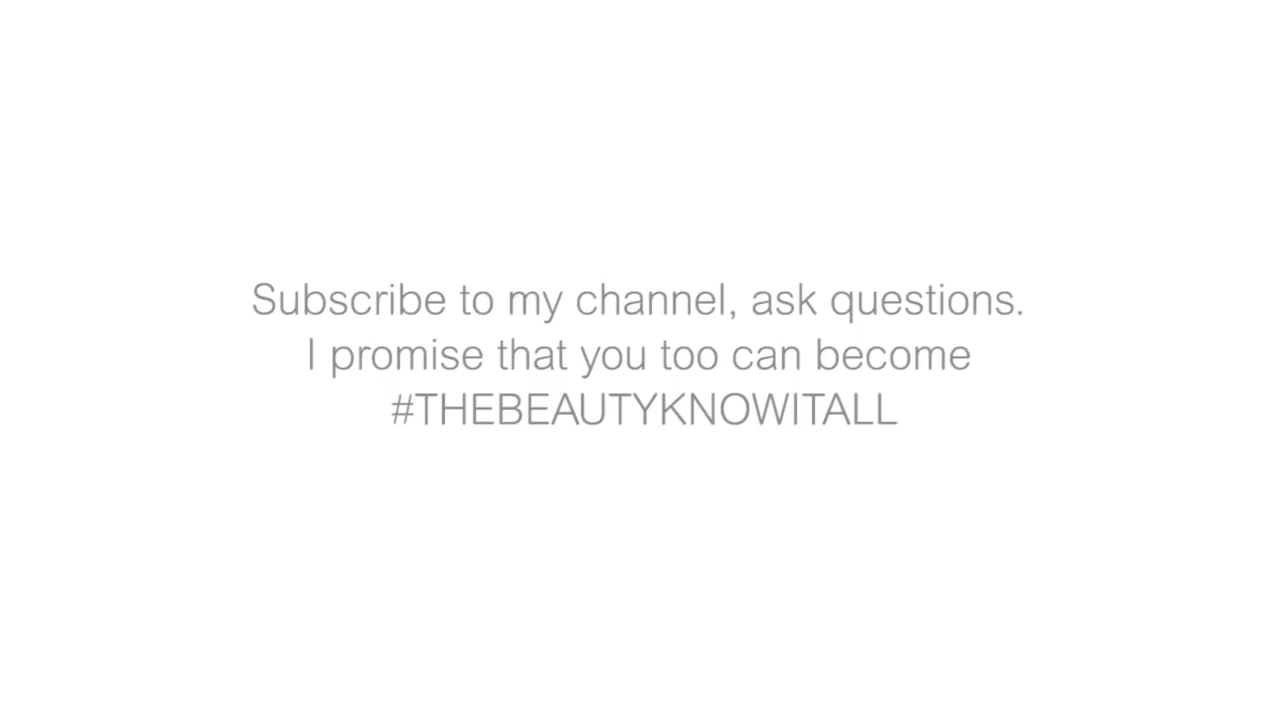 Subscribe to my channel, ask questions.
I promise that you too can become
#THEBEAUTYKNOWITALL